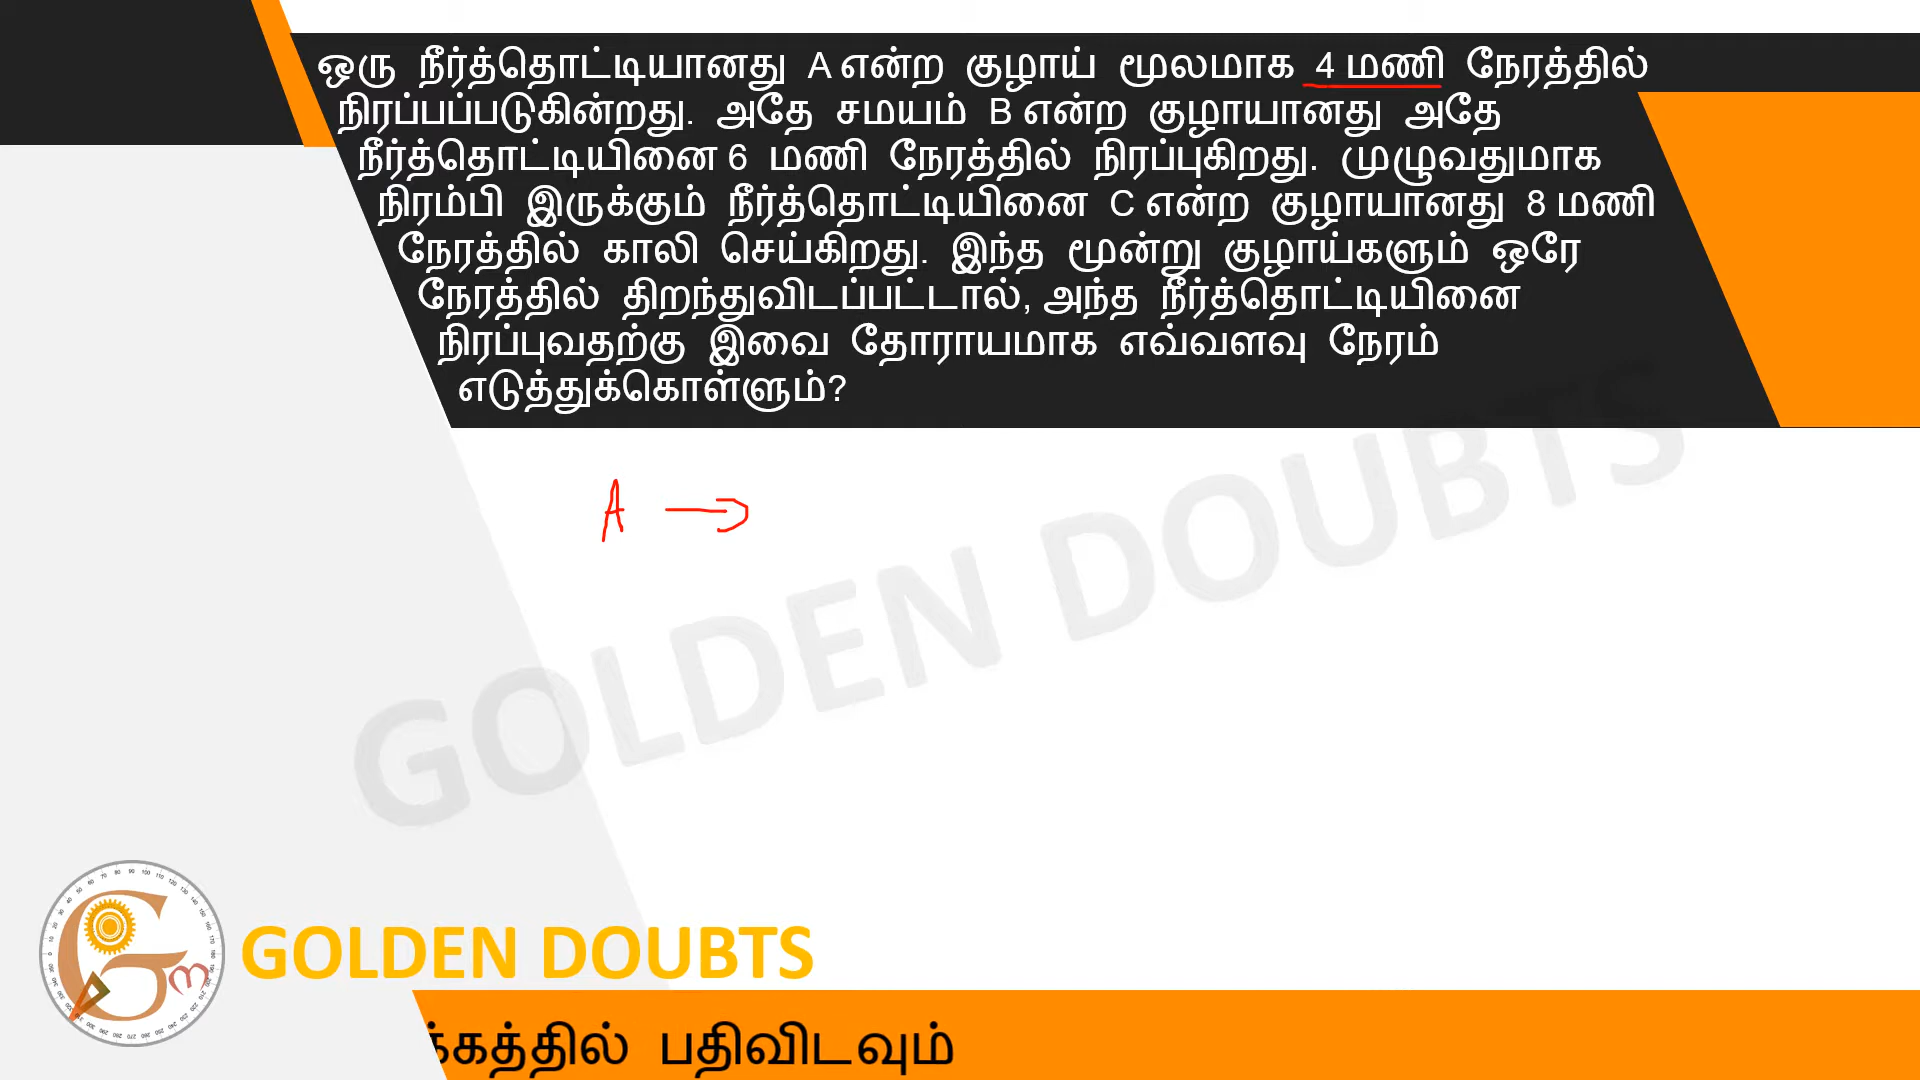 ஒரு நீர்த்தொட்டியானது A என்ற குழாய் மூலமாக 4 மணி நேரத்தில்
நிரப்பப்படுகின்றது. அதே சமயம் B என்ற குழாயானது அதே
நீர்த்தொட்டியினை 6 மணி நேரத்தில் நிரப்புகிறது. முழுவதுமாக
நிரம்பி இருக்கும் நீர்த்தொட்டியினை C என்ற குழாயானது 8 மணி
நேரத்தில் காலி செய்கிறது. இந்த மூன்று குழாய்களும் ஒரே
நேரத்தில் திறந்துவிடப்பட்டால், அந்த நீர்த்தொட்டியினை
நிரப்புவதற்கு இவை தோராயமாக எவ்வளவு நேரம்
எடுத்துக்கொள்ளும்?
A →
GOLDEN DOUBTS
GOLDEN DOUBTS
க்கத்தில் பதிவிடவும்